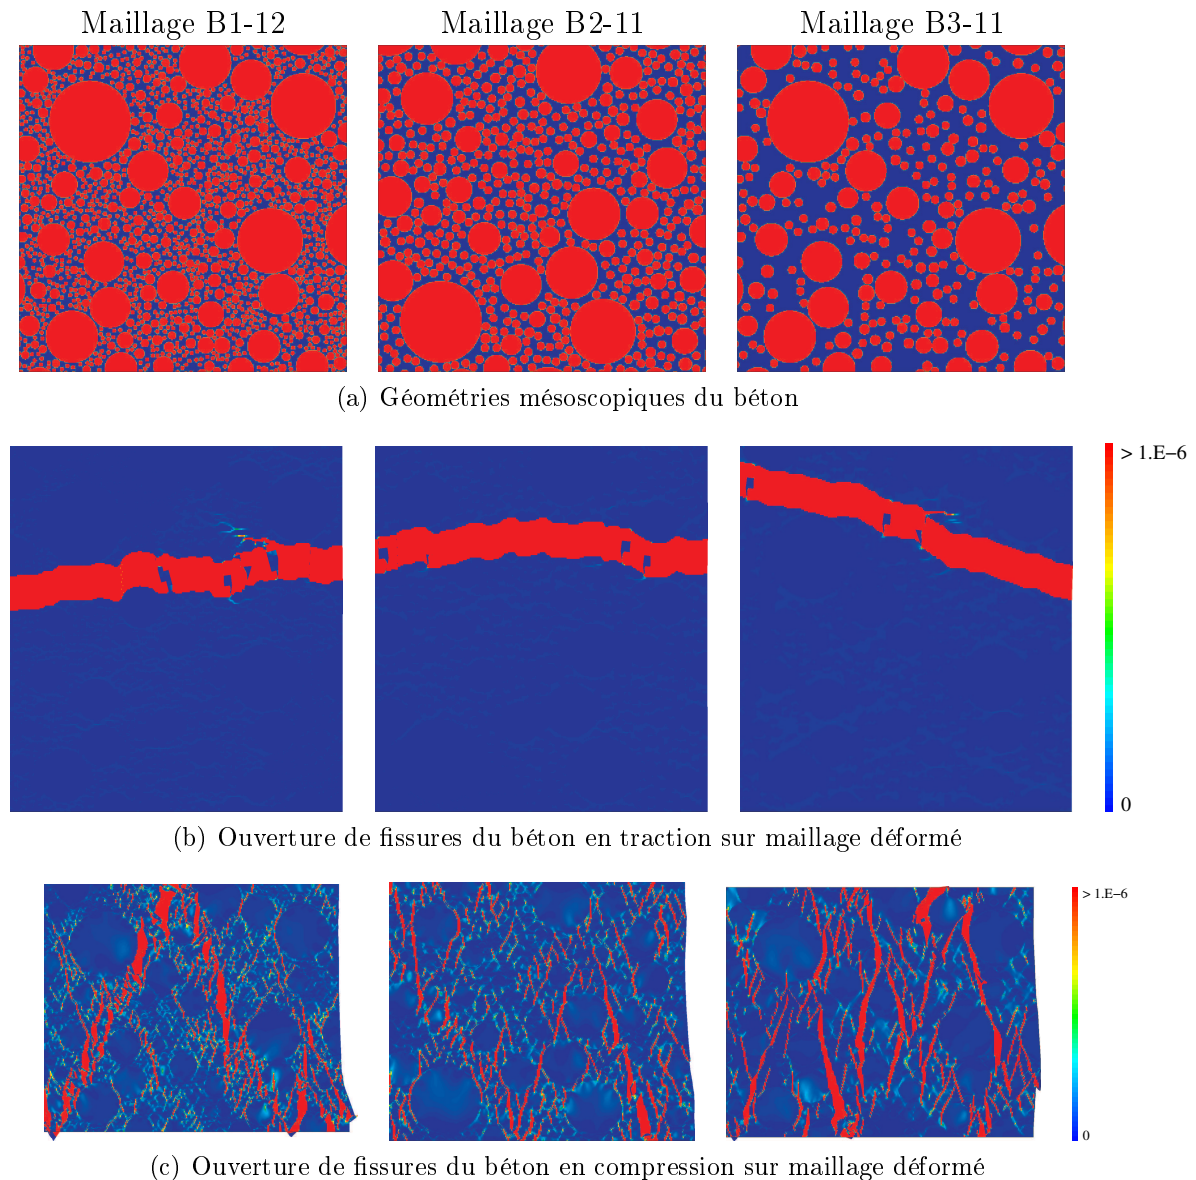 Maillage B1-12
Maillage B2-11
Maillage B3-11
(a) Géométries mésoscopiques du béton
> 1.E−6
0
(b) Ouverture de fissures du béton en traction sur maillage déformé
> 1.E−6
0
(c) Ouverture de fissures du béton en compression sur maillage déformé